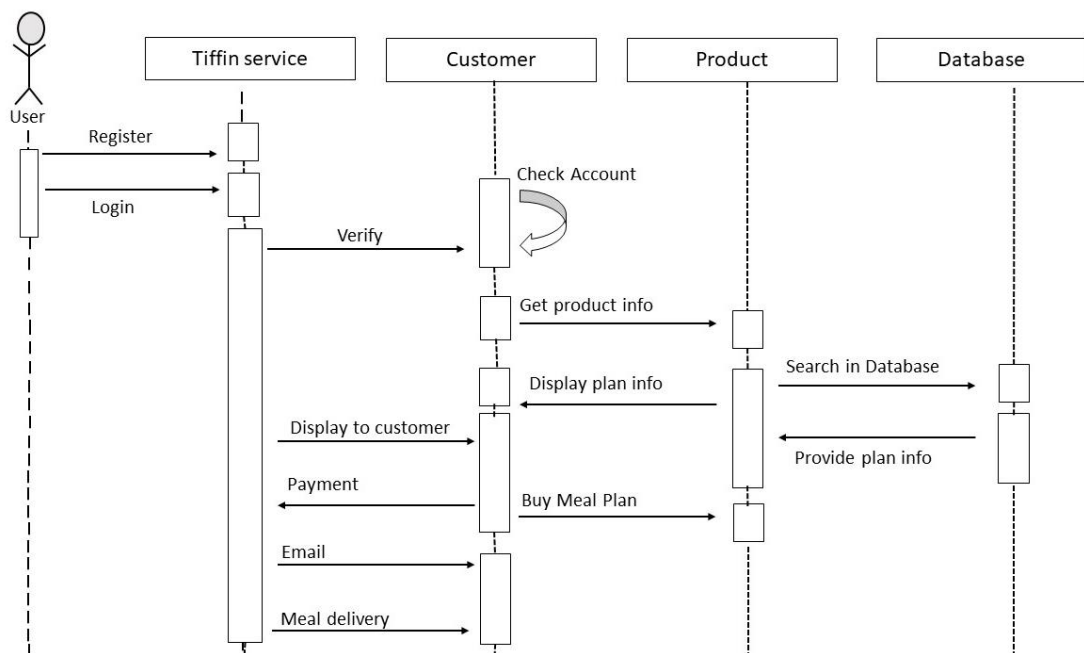 Tiffin service
Customer
Product
Database
User
Register
Check Account
Login
Verify
Get product info
Search in Database
Display plan info
Display to customer
Provide plan info
Payment
Buy Meal Plan
Email
Meal delivery